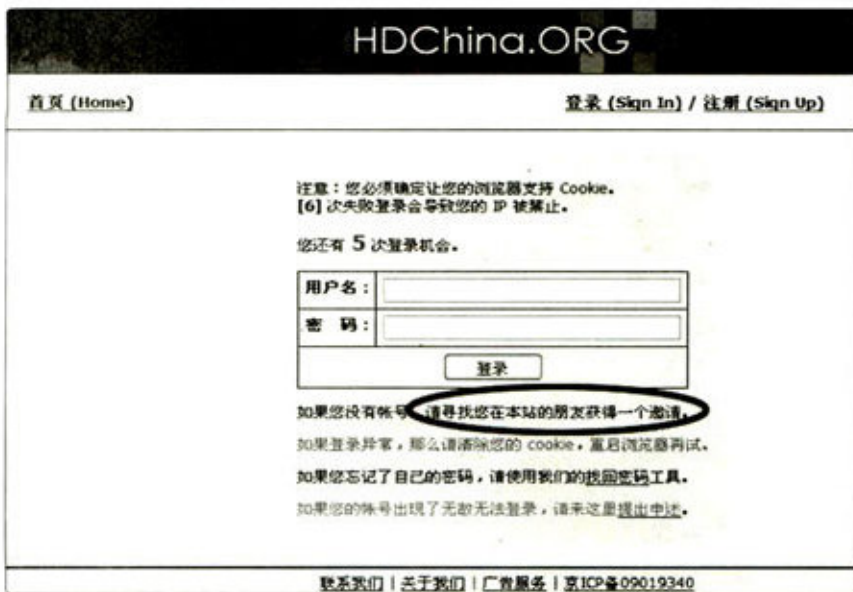 HDChina.ORG
首页 (Home)
登录 (Sign In) / 注册 (Sign Up)
注意：您必须确定让您的浏览器支持 Cookie。
[6] 次失败登录会导致您的 IP 被禁止。
您还有 5 次登录机会。
用户名：
密 码：
登录
如果您没有帐号，请寻找您在本站的朋友获得一个邀请。
如果登录异常，那么请清除您的 cookie，重启浏览器再试。
如果您忘记了自己的密码，请使用我们的找回密码工具。
如果您的帐号出现了无故无法登录，请来这里提出申述。
联系我们 | 关于我们 | 广告服务 | 京ICP备09019340